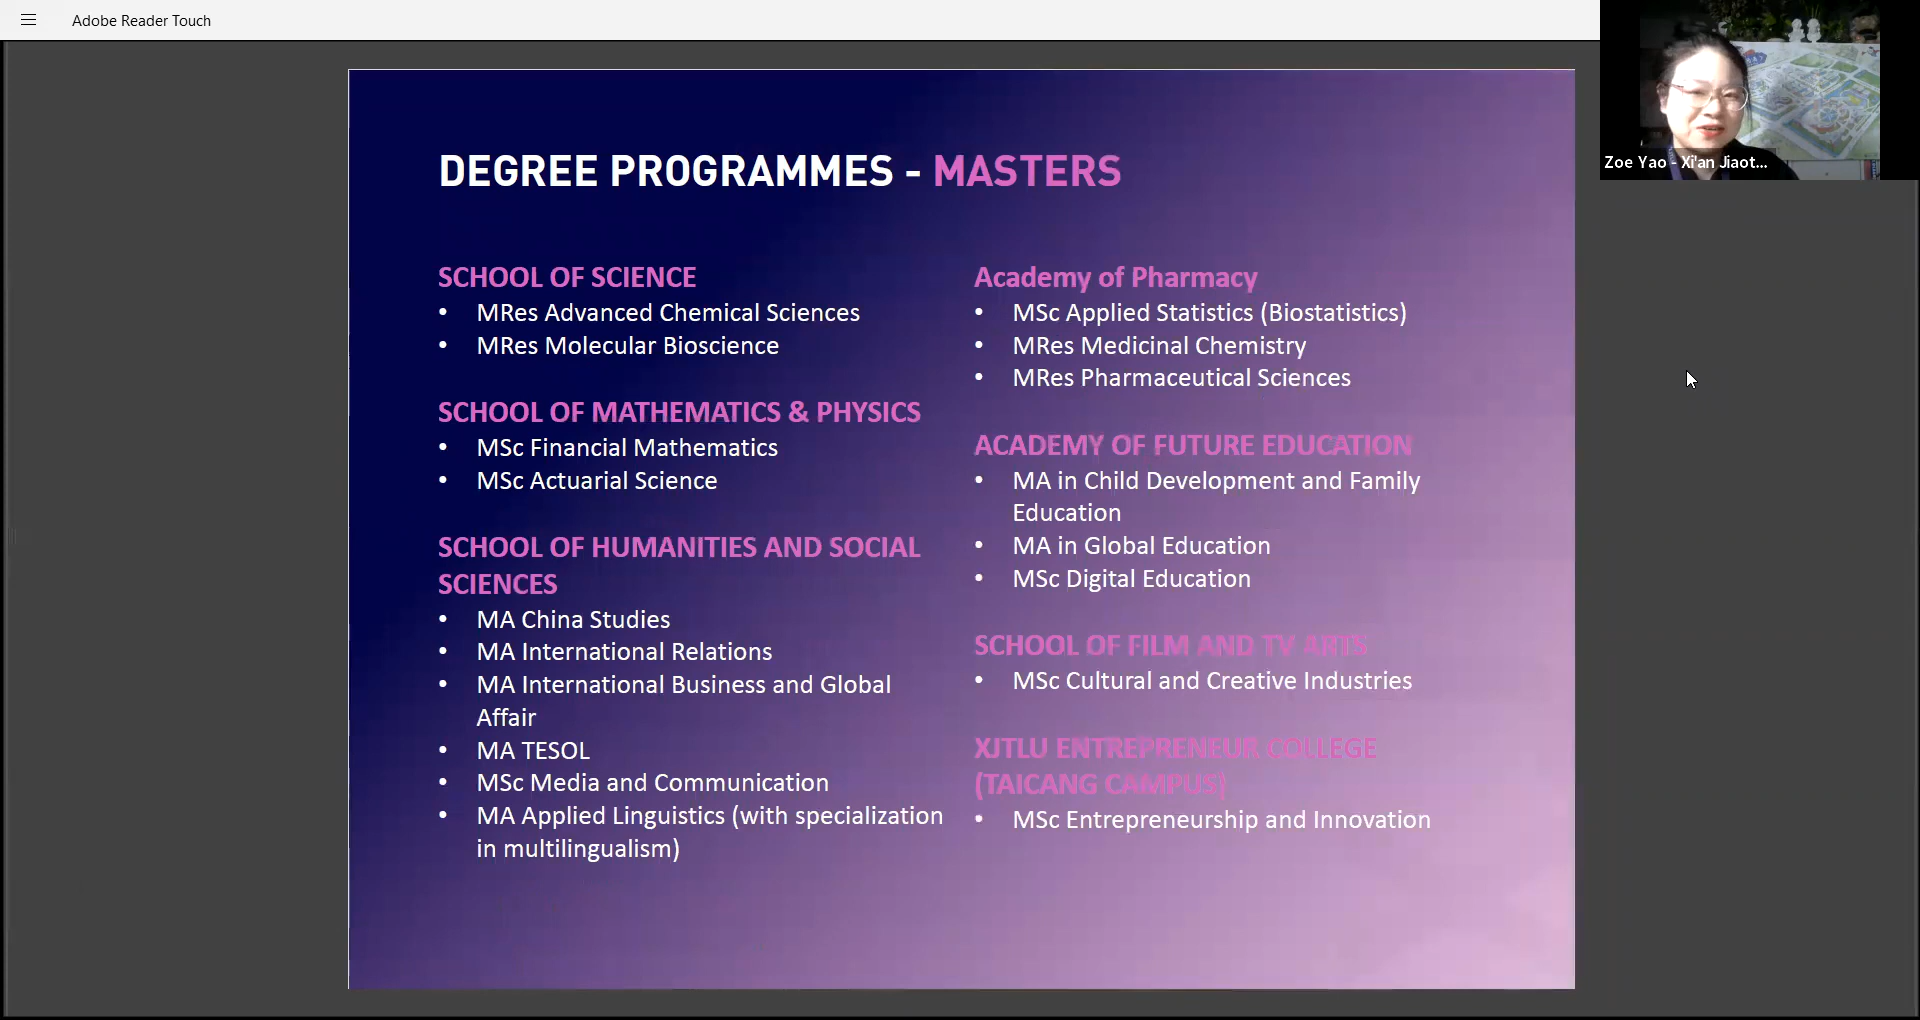 Adobe Reader Touch
Zoe Yao - Xi'an Jiaot...
DEGREE PROGRAMMES - MASTERS
SCHOOL OF SCIENCE
• MRes Advanced Chemical Sciences
• MRes Molecular Bioscience
SCHOOL OF MATHEMATICS & PHYSICS
• MSc Financial Mathematics
• MSc Actuarial Science
SCHOOL OF HUMANITIES AND SOCIAL
SCIENCES
• MA China Studies
• MA International Relations
• MA International Business and Global
Affair
• MA TESOL
• MSc Media and Communication
• MA Applied Linguistics (with specialization
in multilingualism)
Academy of Pharmacy
• MSc Applied Statistics (Biostatistics)
• MRes Medicinal Chemistry
• MRes Pharmaceutical Sciences
ACADEMY OF FUTURE EDUCATION
• MA in Child Development and Family
Education
• MA in Global Education
• MSc Digital Education
SCHOOL OF FILM AND TV ARTS
• MSc Cultural and Creative Industries
XJTLU ENTREPRENEUR COLLEGE
(TAICANG CAMPUS)
• MSc Entrepreneurship and Innovation